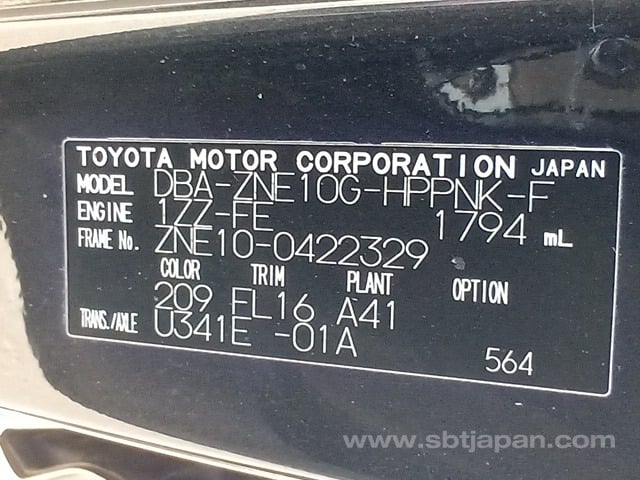 TOYOTA MOTOR CORPORATION JAPAN
MODEL DBA-ZNE10G-HPPNK-F
ENGINE 1ZZ-FE 1794 mL
FRAME No. ZNE10-0422329
COLOR TRIM PLANT OPTION
209 FL16 A41
TRANS./AXLE U341E -01A
564
www.sbtjapan.com